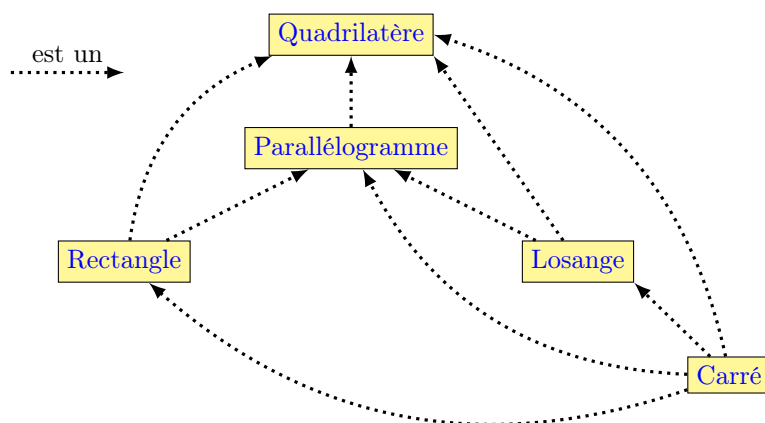 Quadrilatère
est un
Parallélogramme
Rectangle
Losange
Carré